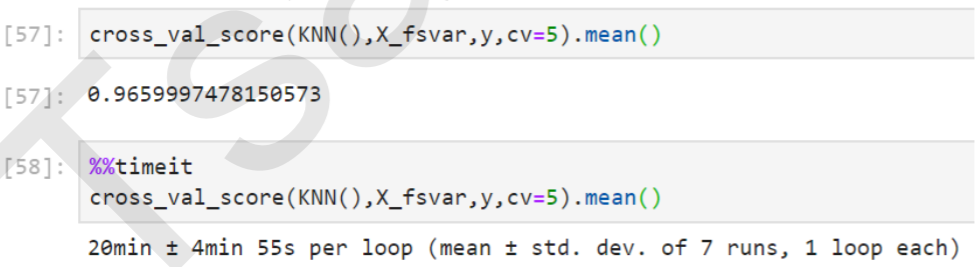 [57]: cross_val_score(KNN(),X_fsvar,y,cv=5).mean()
[57]: 0.9659997478150573
[58]: %%timeit
cross_val_score(KNN(),X_fsvar,y,cv=5).mean()
20min ± 4min 55s per loop (mean ± std. dev. of 7 runs, 1 loop each)